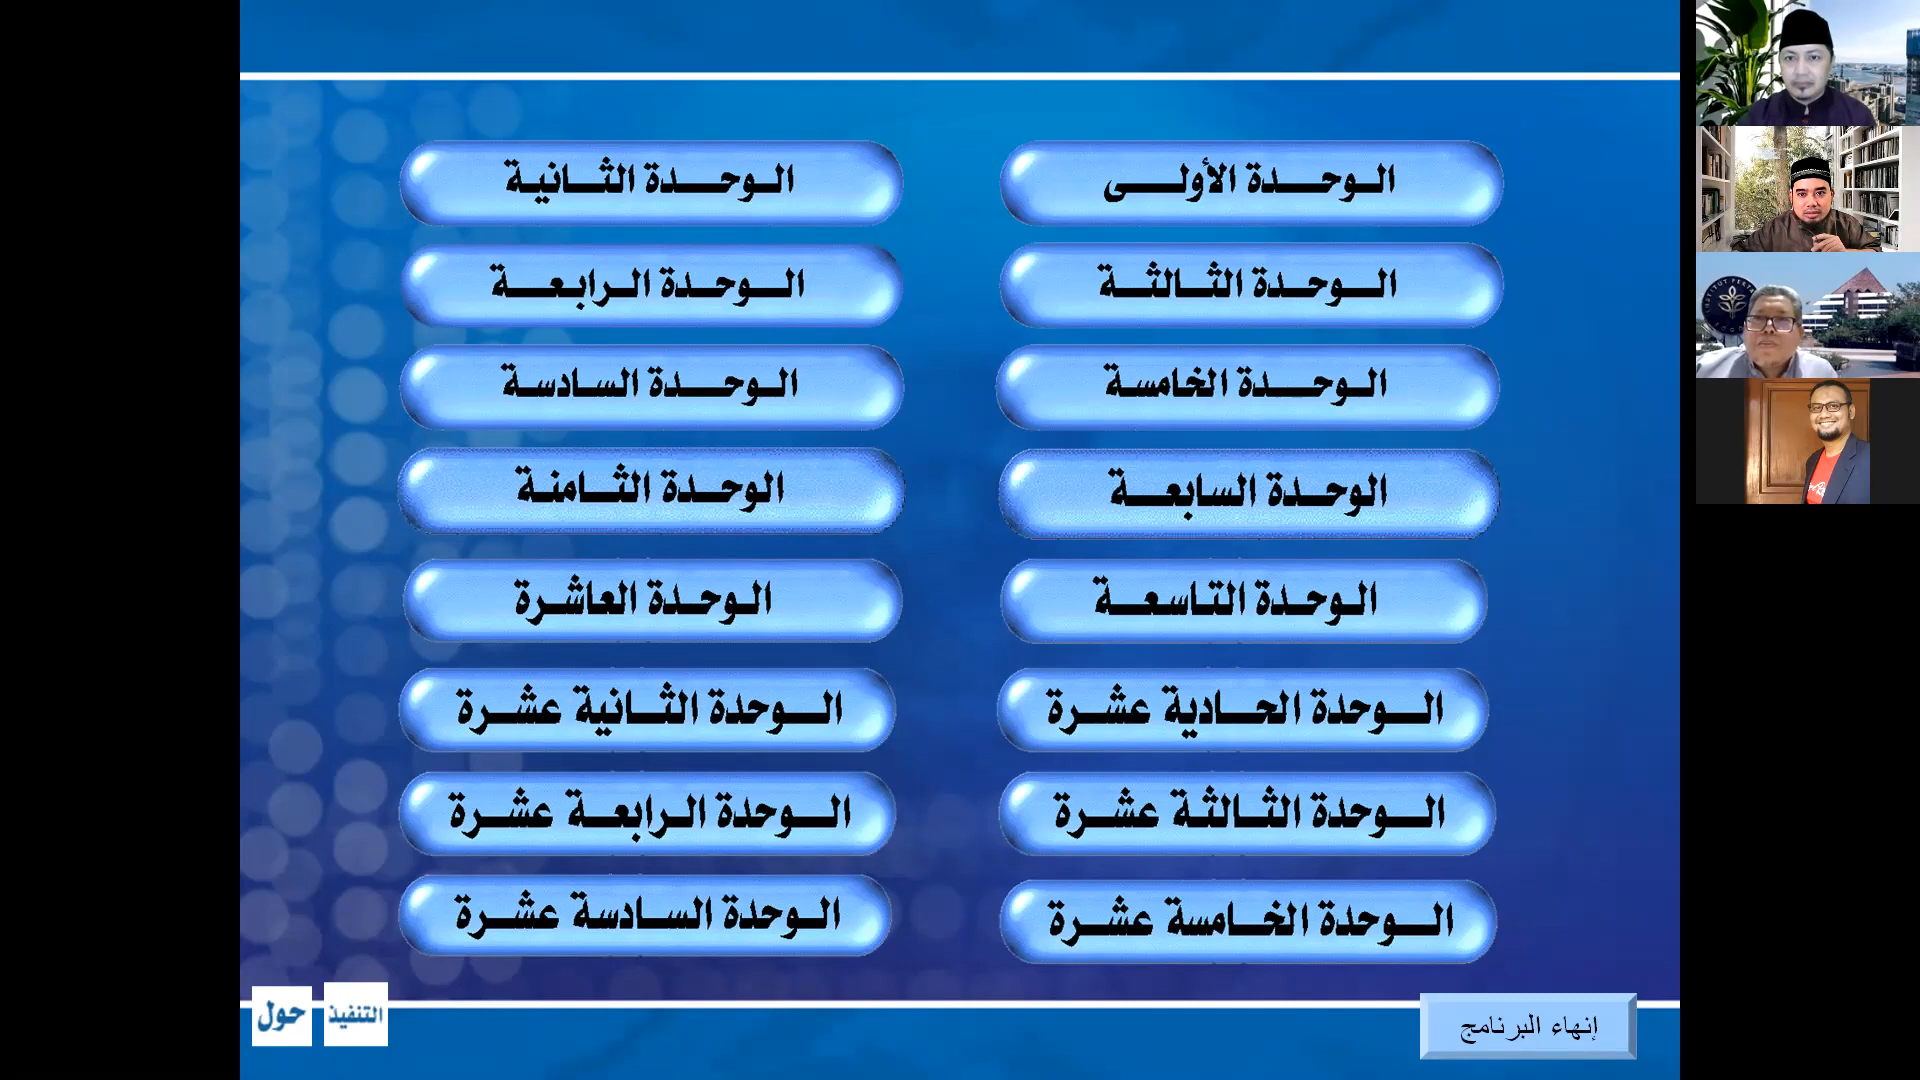 الوحدة الأولى
الوحدة الثانية
الوحدة الثالثة
الوحدة الرابعة
الوحدة الخامسة
الوحدة السادسة
الوحدة السابعة
الوحدة الثامنة
الوحدة التاسعة
الوحدة العاشرة
الوحدة الحادية عشرة
الوحدة الثانية عشرة
الوحدة الثالثة عشرة
الوحدة الرابعة عشرة
الوحدة الخامسة عشرة
الوحدة السادسة عشرة
إنهاء البرنامج
التنفيذ
حول